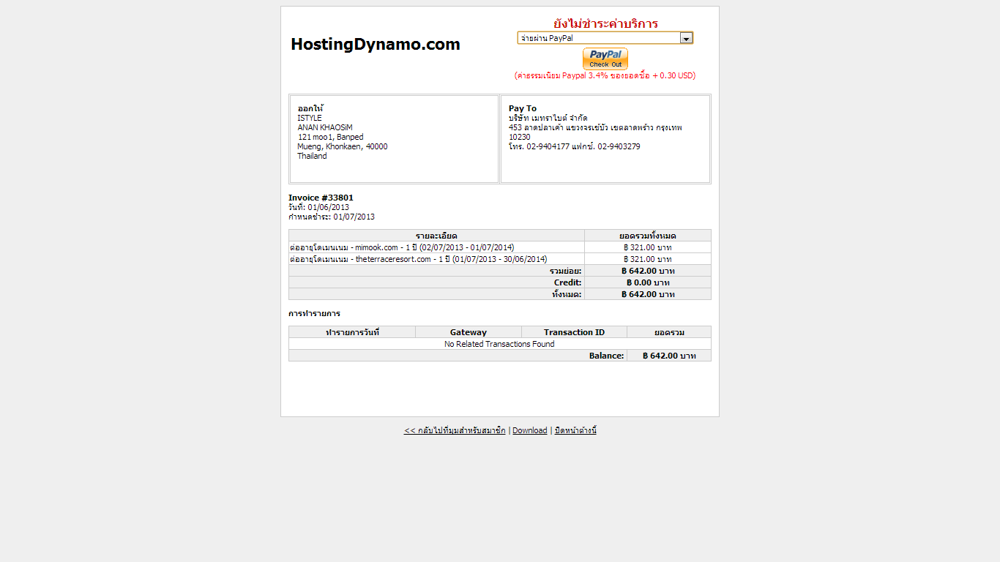 HostingDynamo.com
ยังไม่ชำระค่าบริการ
จ่ายผ่าน PayPal
PayPal
Check Out
(ค่าธรรมเนียม Paypal 3.4% ของยอดซื้อ + 0.30 USD)
ออกให้
ISTYLE
ANAN KHAOSiM
121 moo1, Banped
Mueng, Khonkaen, 40000
Thailand
Pay To
บริษัท เมทราไบต์ จำกัด
453 ลาดปลาเค้า แขวงจรเข้บัว เขตลาดพร้าว กรุงเทพ
10230
โทร. 02-9404177 แฟกซ์. 02-9403279
Invoice #33801
วันที่: 01/06/2013
กำหนดชำระ: 01/07/2013
รายละเอียด ยอดรวมทั้งหมด
ต่ออายุโดเมนเนม - mimook.com - 1 ปี (02/07/2013 - 01/07/2014) ฿ 321.00 บาท
ต่ออายุโดเมนเนม - theterraceresort.com - 1 ปี (01/07/2013 - 30/06/2014) ฿ 321.00 บาท
รวมย่อย: ฿ 642.00 บาท
Credit: ฿ 0.00 บาท
ทั้งหมด: ฿ 642.00 บาท
การทำรายการ
ทำรายการวันที่ Gateway Transaction ID ยอดรวม
No Related Transactions Found
Balance: ฿ 642.00 บาท
<< กลับไปที่มุมสำหรับสมาชิก | Download | ปิดหน้าต่างนี้